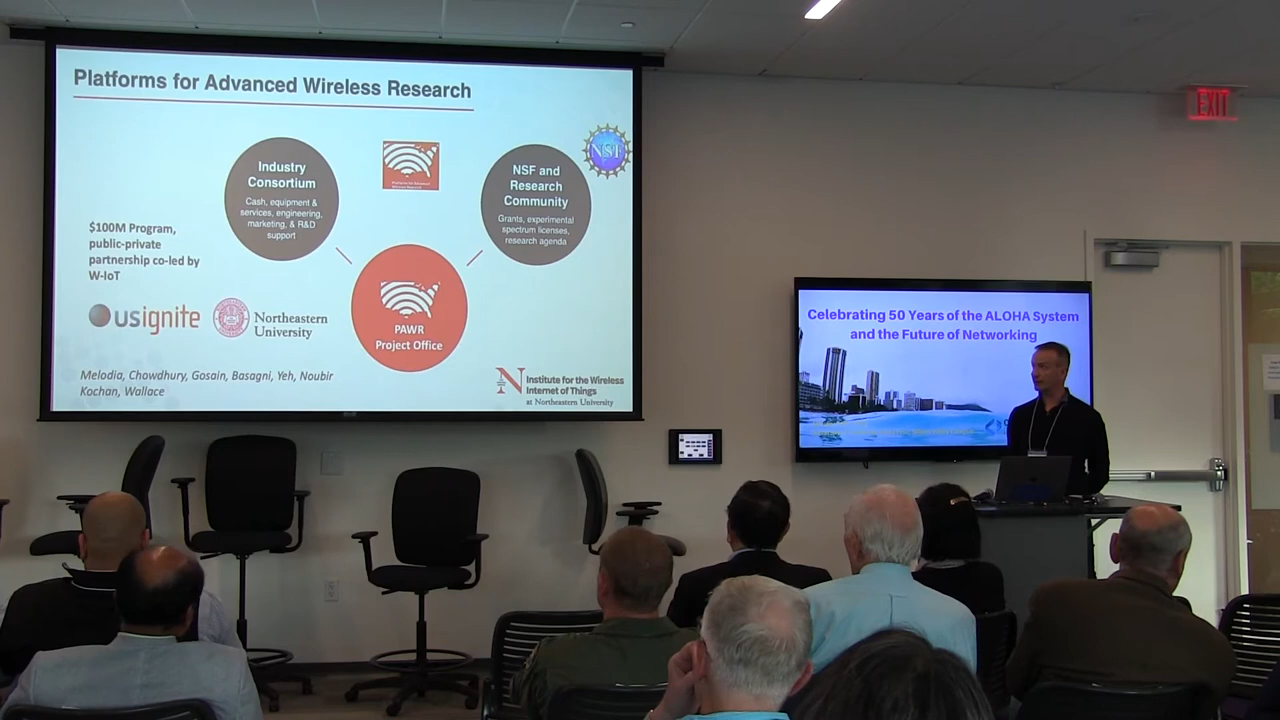 Platforms for Advanced Wireless Research
Industry
Consortium
Cash, equipment &
services, engineering,
marketing, & R&D
support
NSF and
Research
Community
Grants, experimental
spectrum licenses,
research agenda
NSF
$100M Program,
public-private
partnership co-led by
W-IoT
usignite
Northeastern
University
PAWR
Project Office
Melodia, Chowdhury, Gosain, Basagni, Yeh, Noubir
Kochan, Wallace
N
Institute for the Wireless
Internet of Things
at Northeastern University
Celebrating 50 Years of the ALOHA System
and the Future of Networking
EXIT